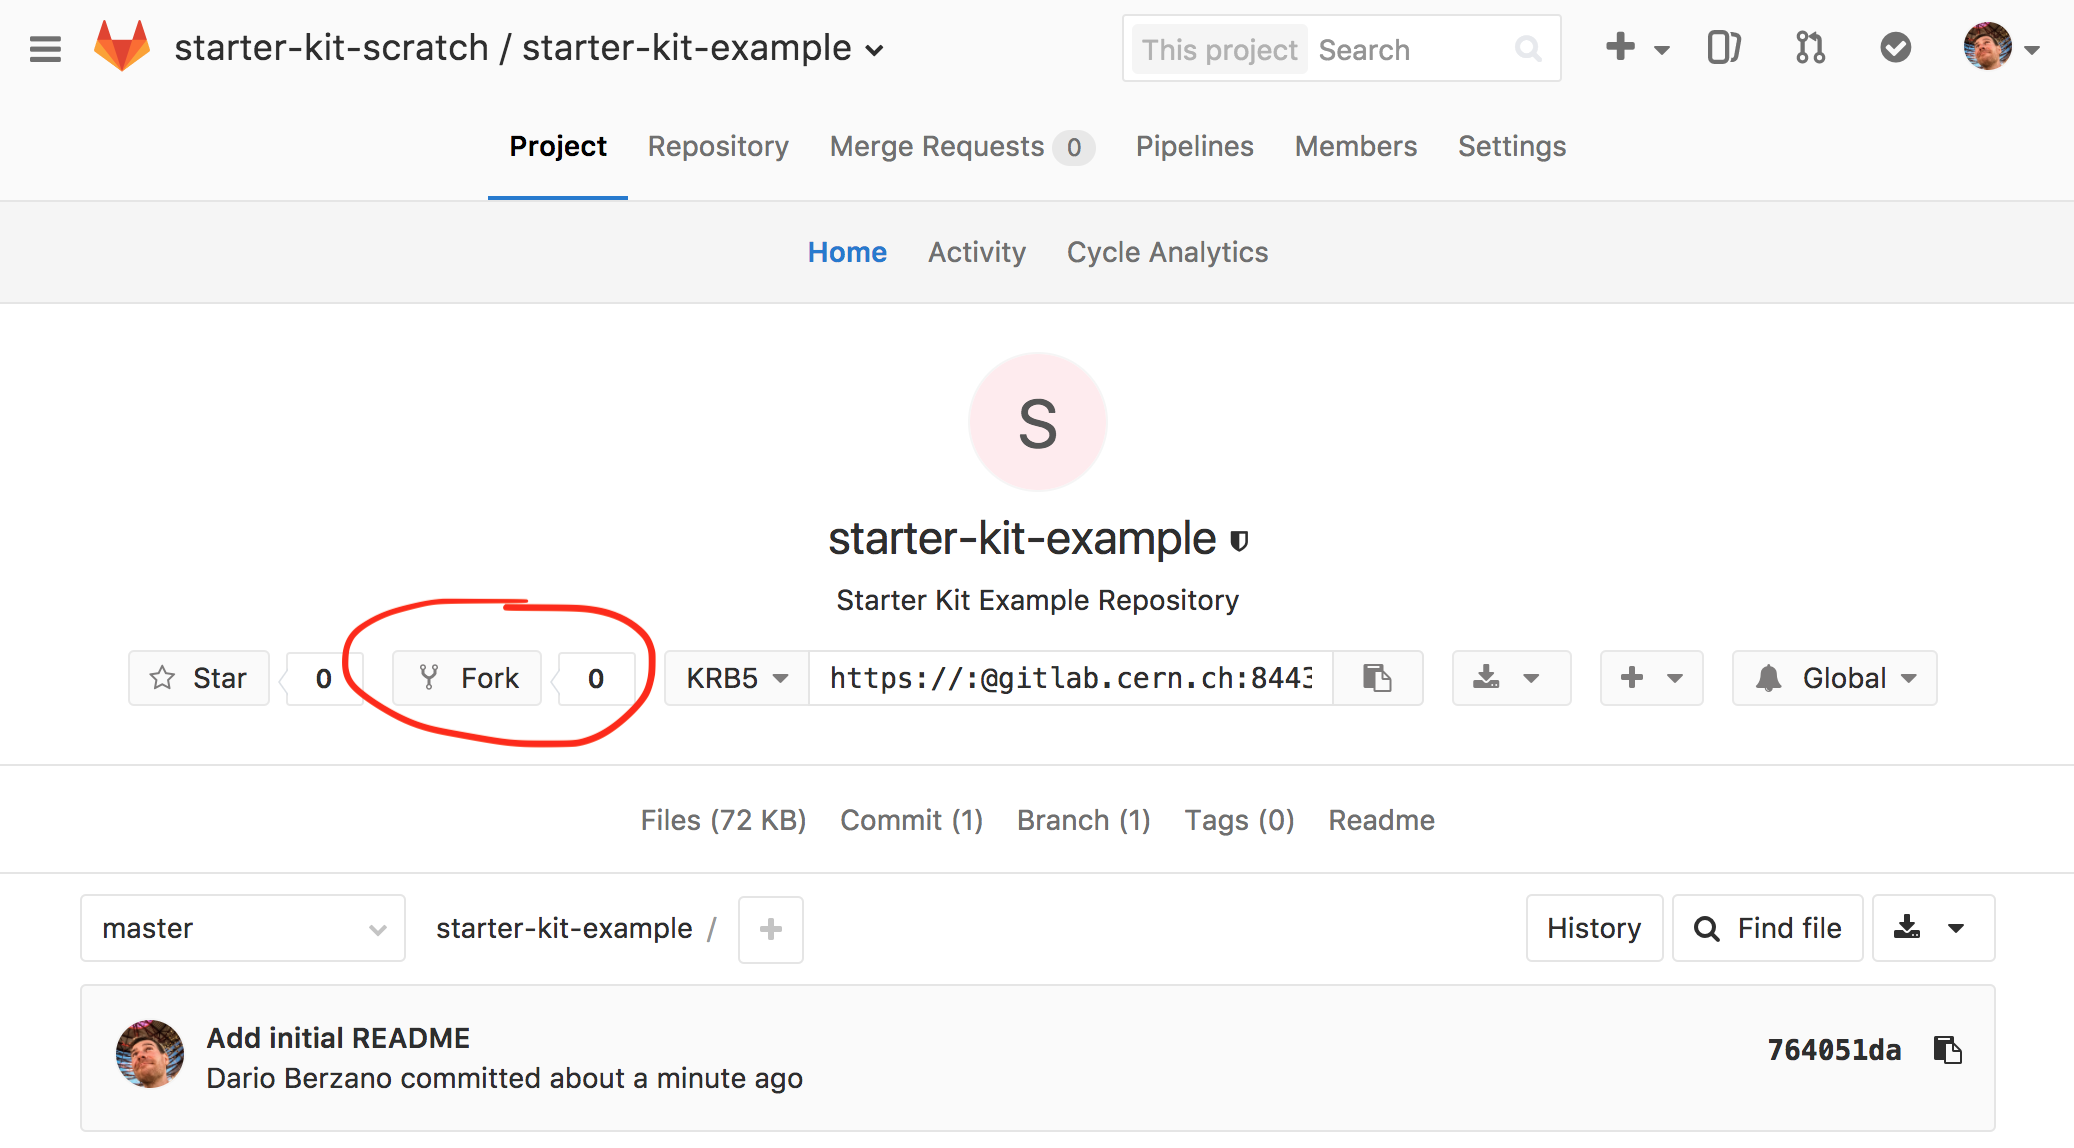 starter-kit-scratch / starter-kit-example
This project Search
Project Repository Merge Requests 0 Pipelines Members Settings
Home Activity Cycle Analytics
S
starter-kit-example
Starter Kit Example Repository
Star 0 Fork 0 KRB5 https://:@gitlab.cern.ch:8443 Global
Files (72 KB) Commit (1) Branch (1) Tags (0) Readme
master starter-kit-example / History Find file
Add initial README
764051da
Dario Berzano committed about a minute ago